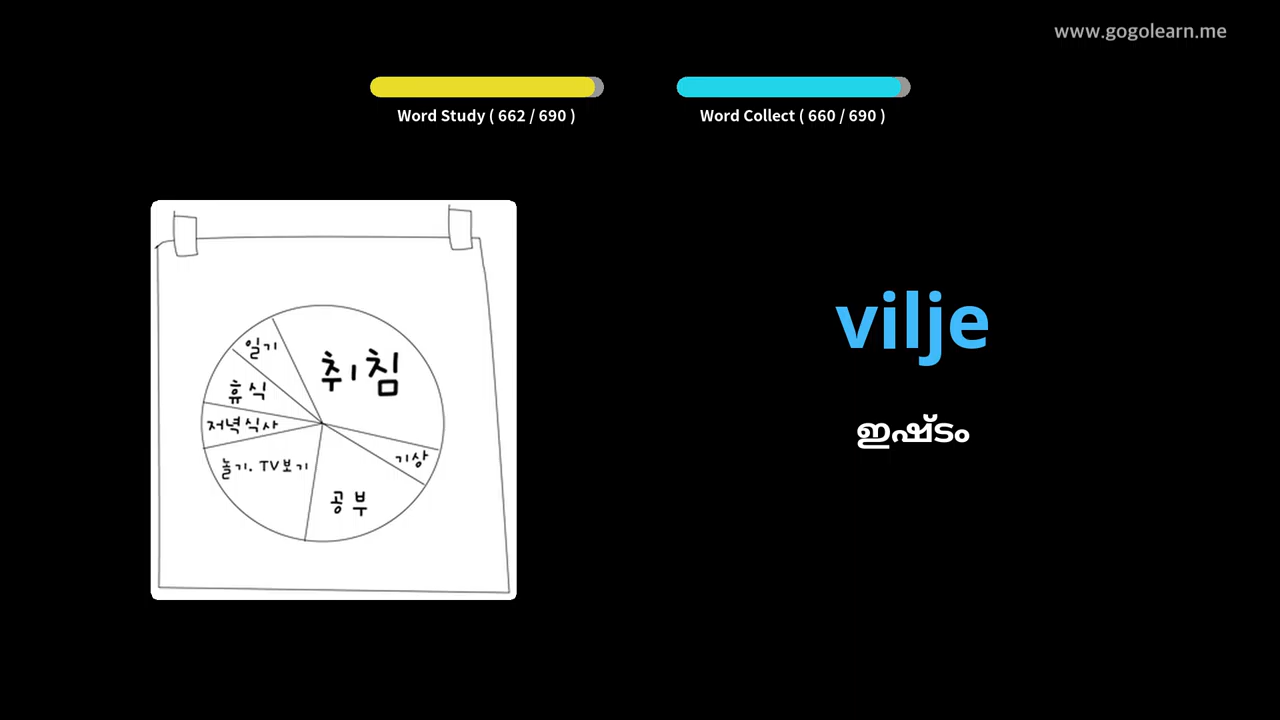 www.gogolearn.me
Word Study ( 662 / 690 )
Word Collect ( 660 / 690 )
일기
취침
휴식
저녁식사
놀기. TV보기
기상
공부
vilje
ഇഷ്ടം